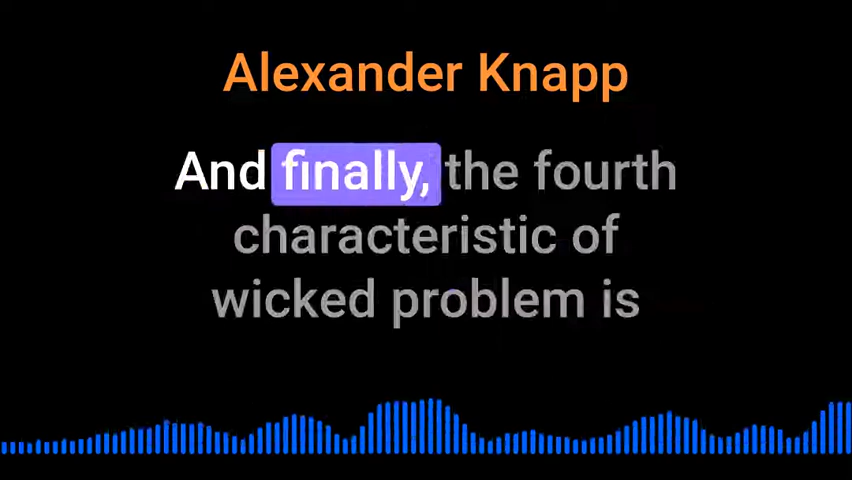 Alexander Knapp
And finally, the fourth
characteristic of
wicked problem is